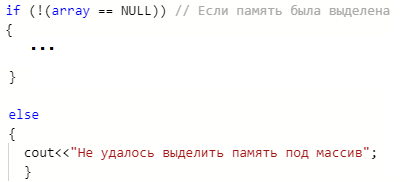 if (!(array == NULL)) // Если память была выделена
{
...
}
else
{
cout<<"Не удалось выделить память под массив";
}